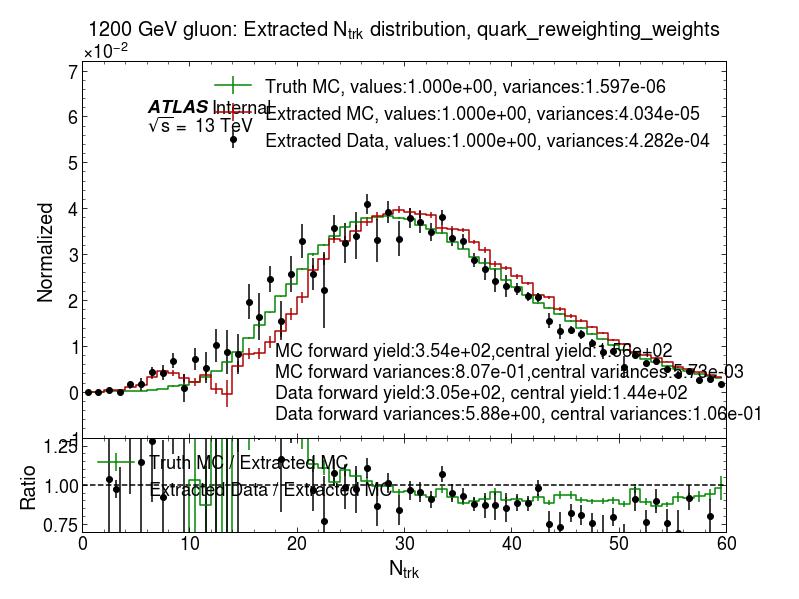 1200 GeV gluon: Extracted Ntrk distribution, quark_reweighting_weights
×10−2
Truth MC, values:1.000e+00, variances:1.597e-06
ATLAS Internal
Extracted MC, values:1.000e+00, variances:4.034e-05
√s = 13 TeV
Extracted Data, values:1.000e+00, variances:4.282e-04
7
6
5
4
3
2
1
0
Normalized
MC forward yield:3.54e+02,central yield:
MC forward variances:8.07e-01,central variances:5.73e-03
Data forward yield:3.05e+02, central yield:1.44e+02
Data forward variances:5.88e+00, central variances:1.06e-01
1.25
1.00
0.75
Ratio
Truth MC / Extracted MC
Extracted Data / Extracted MC
0 10 20 30 40 50 60
Ntrk